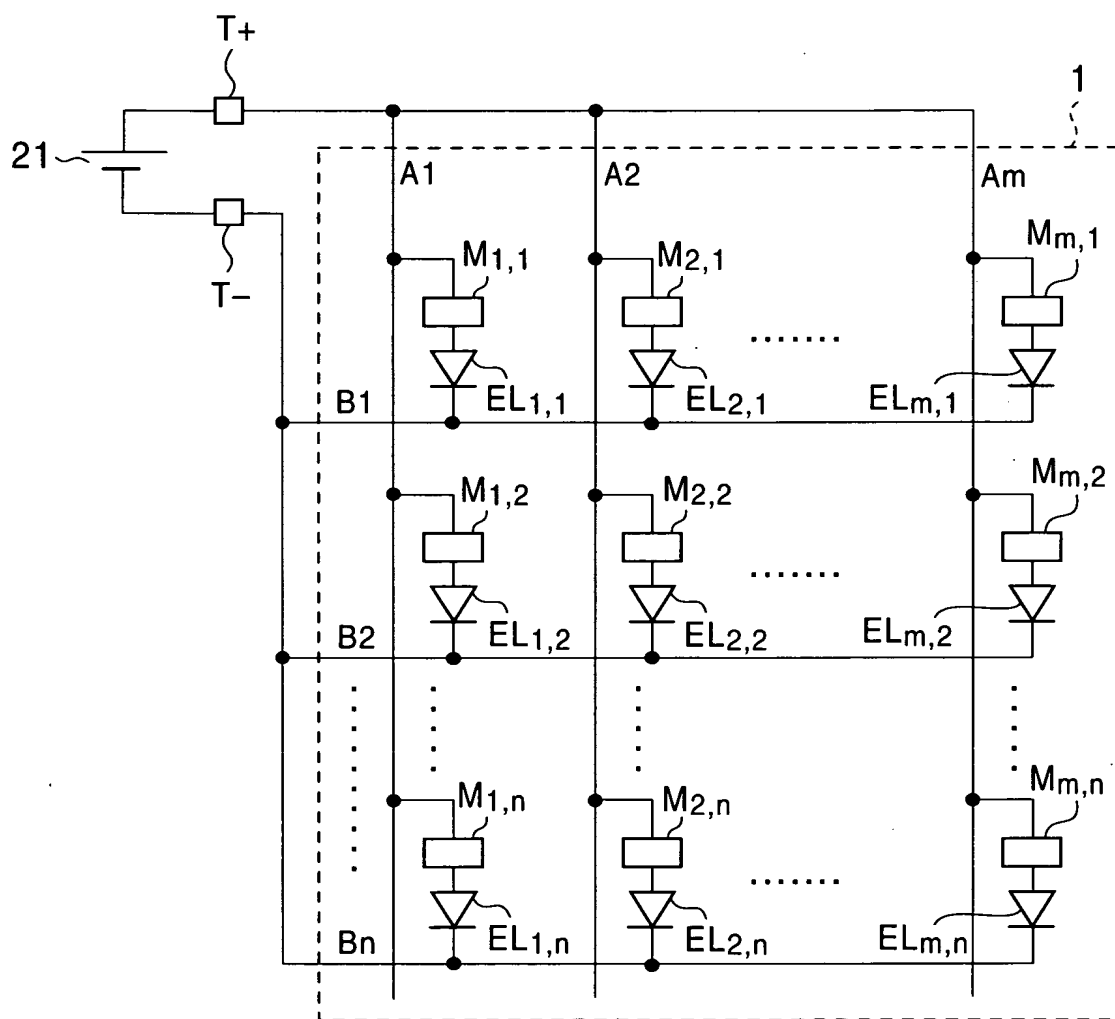 T+
1
21
A1 A2 Am
T−
M1,1 M2,1 Mm,1
B1 EL1,1 EL2,1 ELm,1
M1,2 M2,2 Mm,2
B2 EL1,2 EL2,2 ELm,2
M1,n M2,n Mm,n
Bn EL1,n EL2,n ELm,n